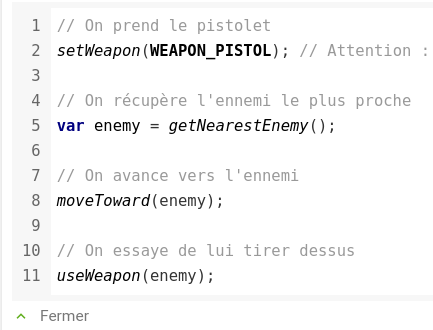 1 // On prend le pistolet
2 setWeapon(WEAPON_PISTOL); // Attention :
3
4 // On récupère l'ennemi le plus proche
5 var enemy = getNearestEnemy();
6
7 // On avance vers l'ennemi
8 moveToward(enemy);
9
10 // On essaye de lui tirer dessus
11 useWeapon(enemy);
Fermer